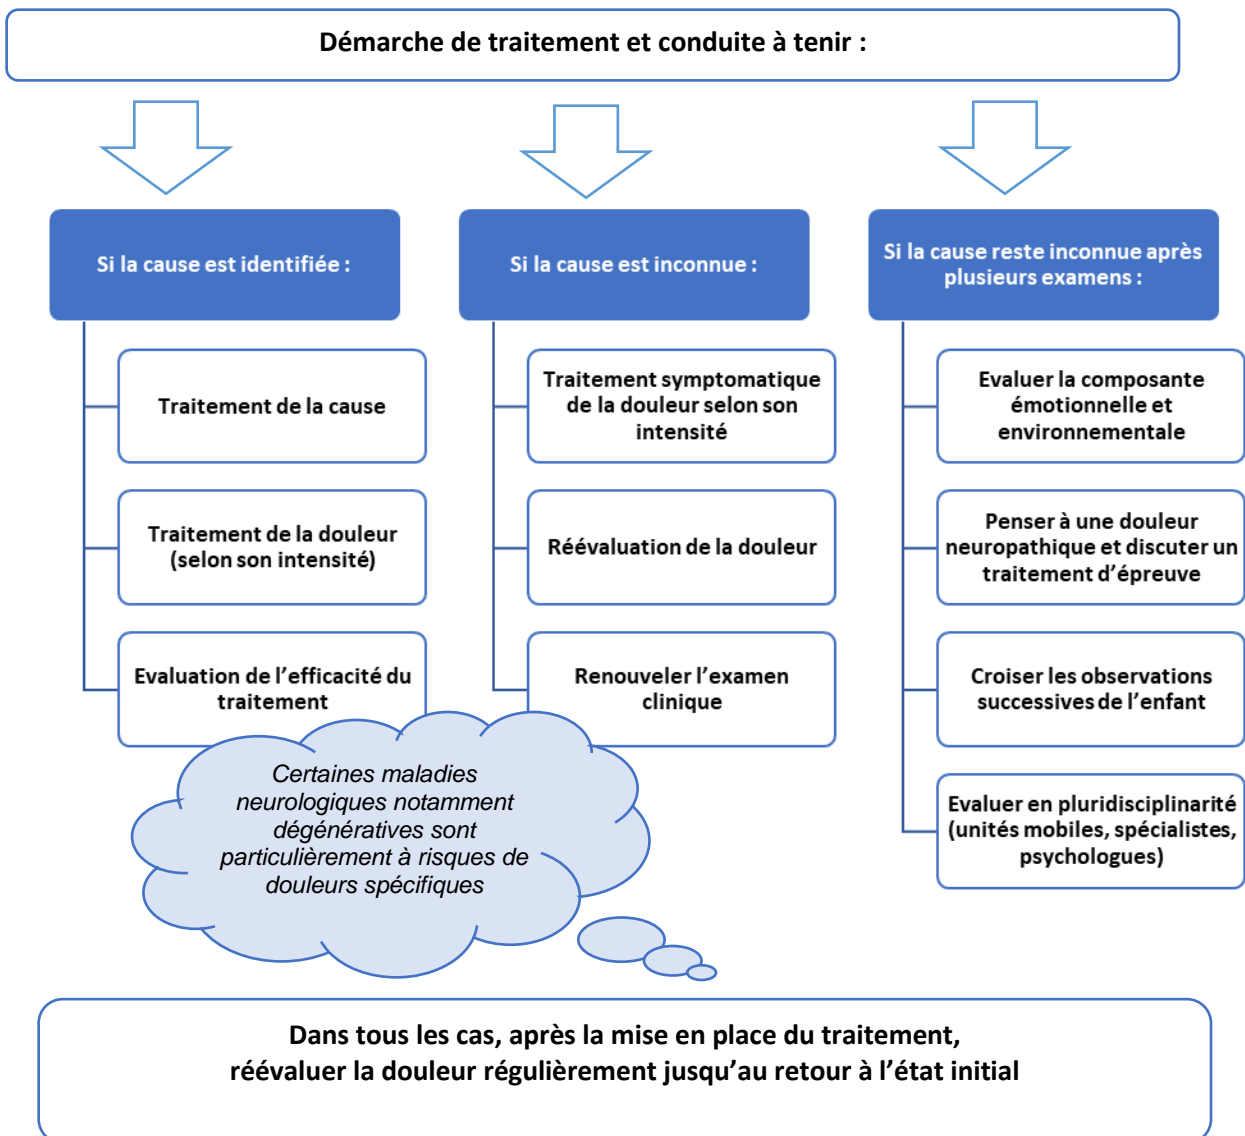 Démarche de traitement et conduite à tenir :
Si la cause est identifiée :
Traitement de la cause
Traitement de la douleur
(selon son intensité)
Evaluation de l'efficacité du
traitement
Si la cause est inconnue :
Traitement symptomatique
de la douleur selon son
intensité
Réévaluation de la douleur
Renouveler l'examen
clinique
Si la cause reste inconnue après
plusieurs examens :
Evaluer la composante
émotionnelle et
environnementale
Penser à une douleur
neuropathique et discuter un
traitement d'épreuve
Croiser les observations
successives de l'enfant
Evaluer en pluridisciplinarité
(unités mobiles, spécialistes,
psychologues)
Certaines maladies
neurologiques notamment
dégénératives sont
particulièrement à risques de
douleurs spécifiques
Dans tous les cas, après la mise en place du traitement,
réévaluer la douleur régulièrement jusqu'au retour à l'état initial